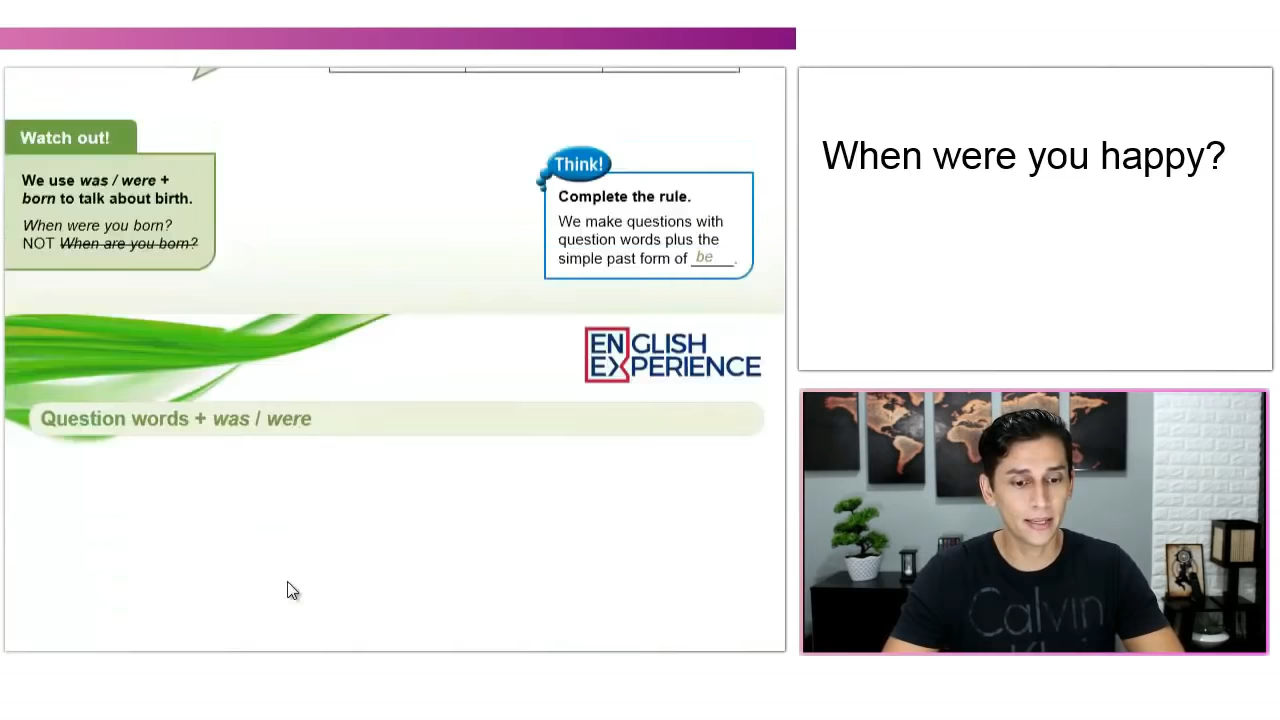 Watch out!
We use was / were +
born to talk about birth.
When were you born?
NOT When are you born?
Think!
Complete the rule.
We make questions with
question words plus the
simple past form of be.
ENGLISH
EXPERIENCE
Question words + was / were
When were you happy?
Calvin